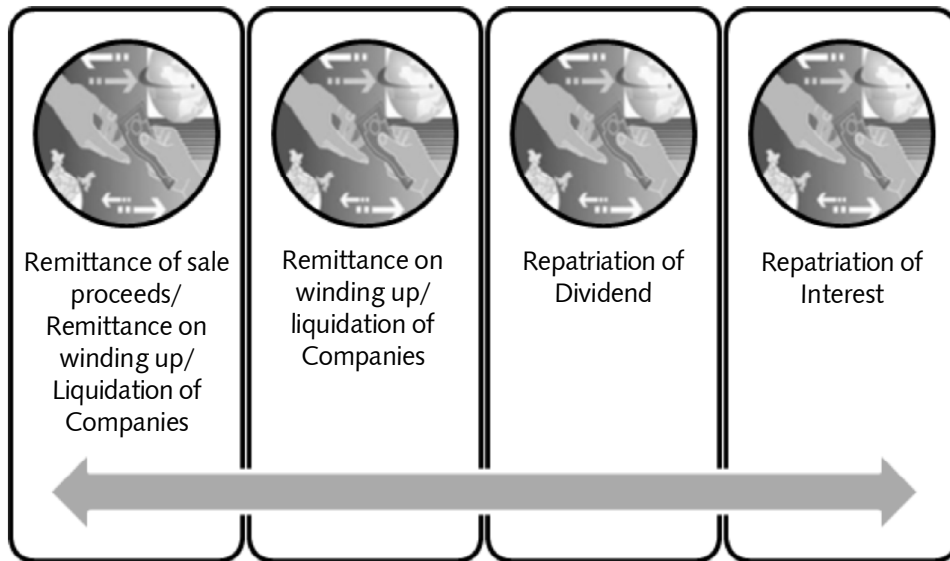 Remittance of sale
proceeds/
Remittance on
winding up/
Liquidation of
Companies
Remittance on
winding up/
liquidation of
Companies
Repatriation of
Dividend
Repatriation of
Interest